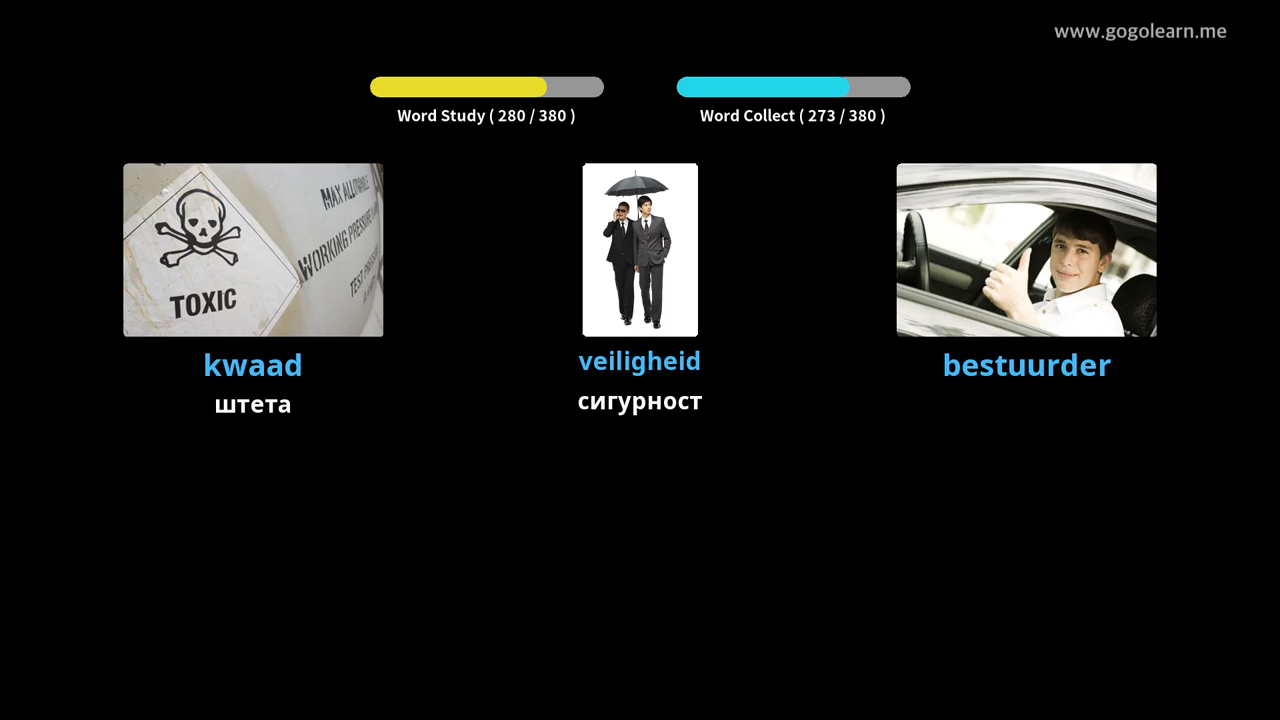 www.gogolearn.me
Word Study ( 280 / 380 )
Word Collect ( 273 / 380 )
MAX ALLOWABLE
WORKING PRESSURE
TEST
TOXIC
kwaad
veiligheid
bestuurder
штета
сигурност